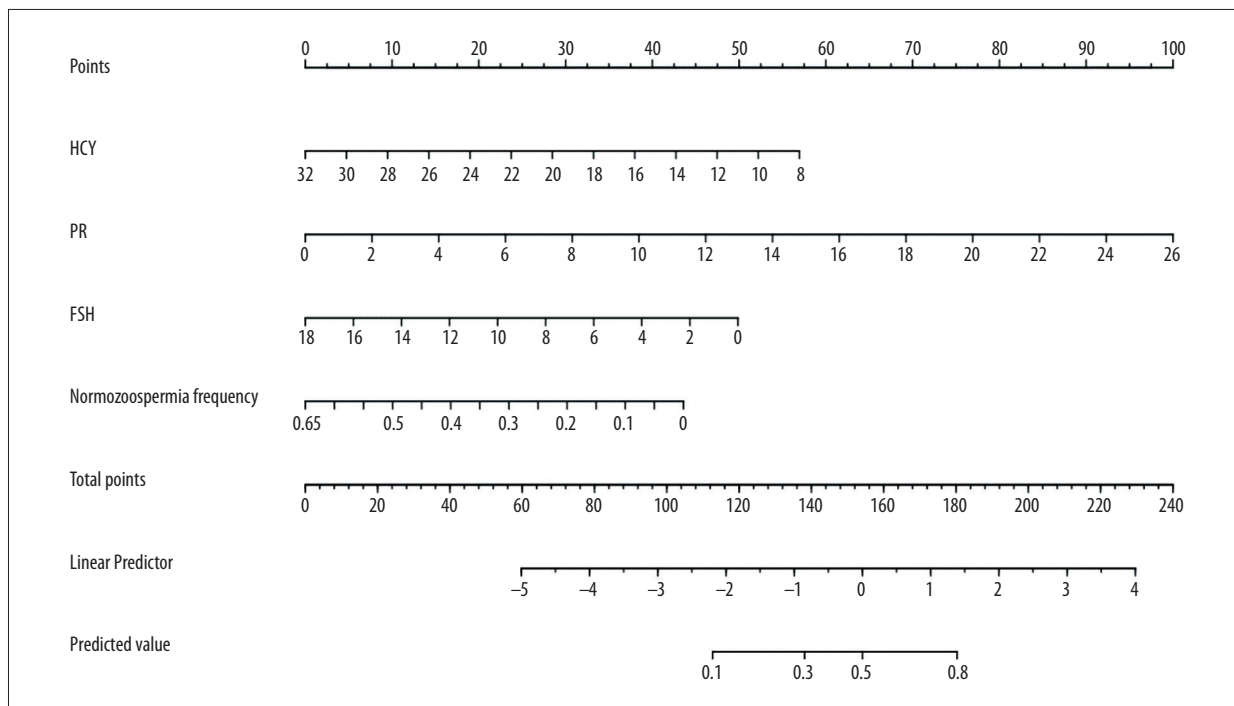 Points
0 10 20 30 40 50 60 70 80 90 100
HCY
32 30 28 26 24 22 20 18 16 14 12 10 8
PR
0 2 4 6 8 10 12 14 16 18 20 22 24 26
FSH
18 16 14 12 10 8 6 4 2 0
Normozoospermia frequency
0.65 0.5 0.4 0.3 0.2 0.1 0
Total points
0 20 40 60 80 100 120 140 160 180 200 220 240
Linear Predictor
–5 –4 –3 –2 –1 0 1 2 3 4
Predicted value
0.1 0.3 0.5 0.8